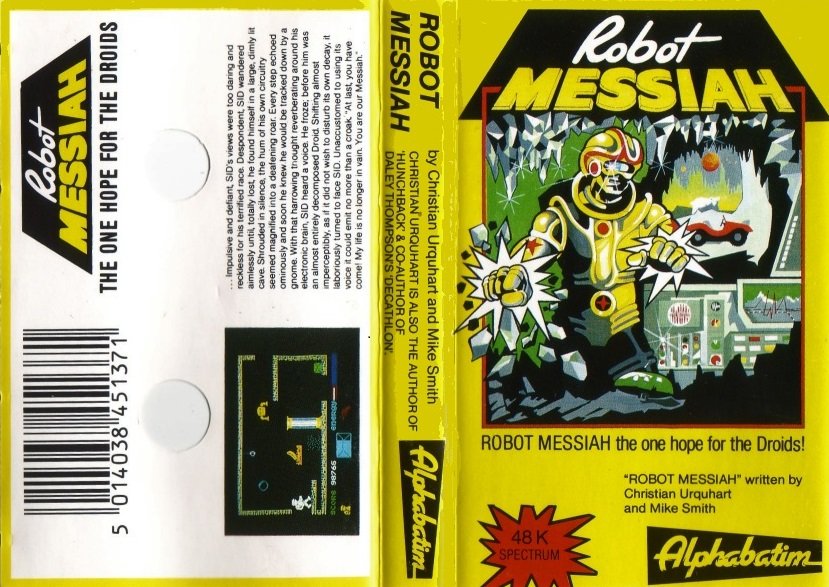 Robot
MESSIAH
THE ONE HOPE FOR THE DROIDS
... Impulsive and defiant, SID's views were too daring and
reckless for his terrified race. Despondent, SID wandered
aimlessly until, totally lost, he found himself in a large, dimly lit
cave. Shrouded in silence, the hum of his own circuitry
seemed magnified into a deafening roar. Every step echoed
ominously and soon he knew he would be tracked down by a
gnome. With that harrowing thought reverberating around his
electronic brain, SID heard a voice. He froze; before him was
an almost entirely decomposed Droid. Shifting almost
imperceptibly, as if it did not wish to disturb its own decay, it
laboriously turned to face SID. Unaccustomed to using its
voice it could emit no more than a croak. "At last, you have
come! My life is no longer in vain. You are our Messiah."
SCORE 98765
energy
5 014038 451371
ROBOT
MESSIAH
by Christian Urquhart and Mike Smith
CHRISTIAN URQUHART IS ALSO THE AUTHOR OF
'HUNCHBACK' & CO-AUTHOR OF
DALEY THOMPSON'S 'DECATHLON'.
Alphabatim
Robot
MESSIAH
ROBOT MESSIAH the one hope for the Droids!
"ROBOT MESSIAH" written by
Christian Urquhart
and Mike Smith
48 K
SPECTRUM
Alphabatim